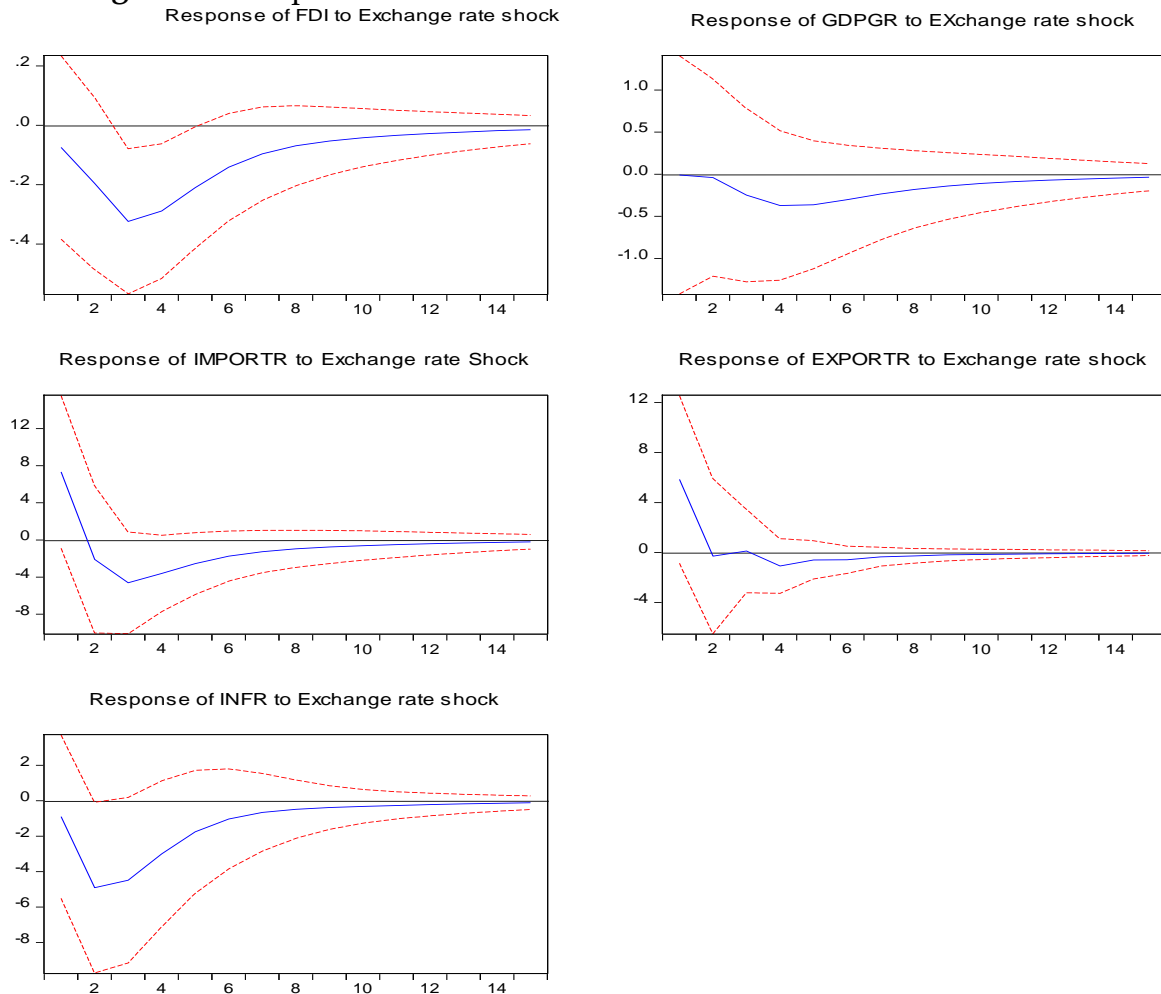 Response of FDI to Exchange rate shock
.2
.0
-.2
-.4
2 4 6 8 10 12 14
Response of GDPGR to EXchange rate shock
1.0
0.5
0.0
-0.5
-1.0
2 4 6 8 10 12 14
Response of IMPORTR to Exchange rate Shock
12
8
4
0
-4
-8
2 4 6 8 10 12 14
Response of EXPORTR to Exchange rate shock
12
8
4
0
-4
2 4 6 8 10 12 14
Response of INFR to Exchange rate shock
2
0
-2
-4
-6
-8
2 4 6 8 10 12 14